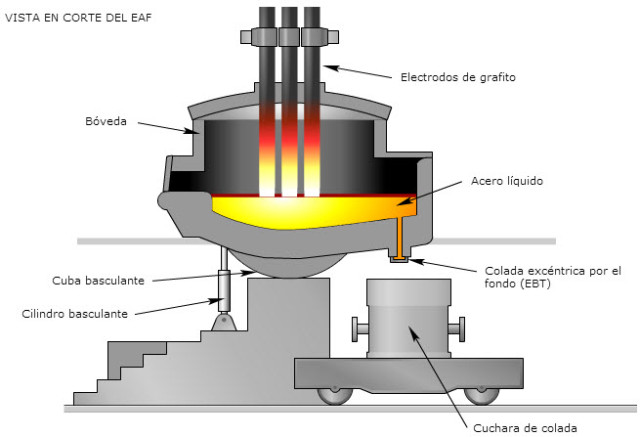 VISTA EN CORTE DEL EAF
Electrodos de grafito
Bóveda
Acero líquido
Colada excéntrica por el
fondo (EBT)
Cuba basculante
Cilindro basculante
Cuchara de colada